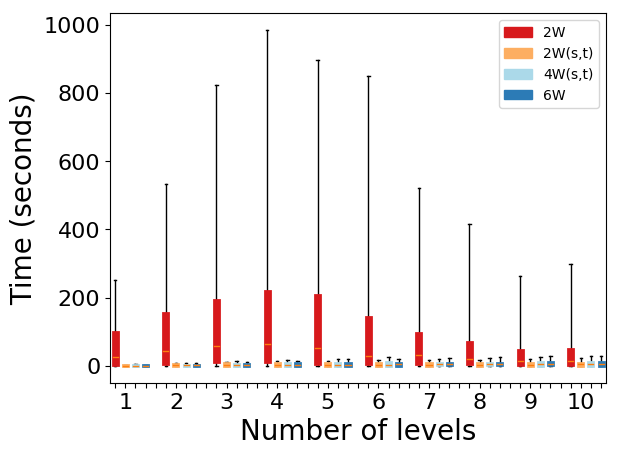 1000
800
600
400
200
0
Time (seconds)
2W
2W(s,t)
4W(s,t)
6W
1 2 3 4 5 6 7 8 9 10
Number of levels